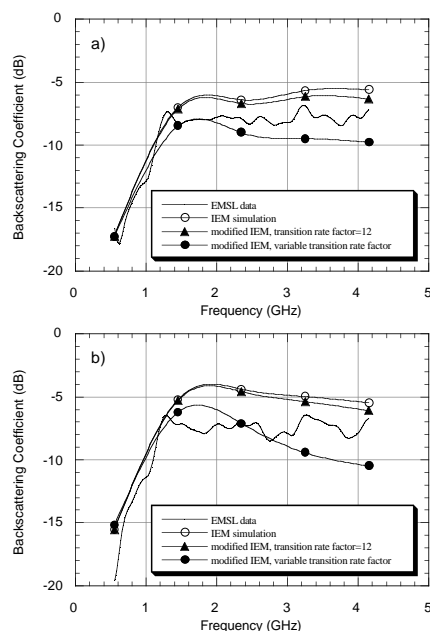 0
a)
-5
-10
-15
-20
Backscattering Coefficient (dB)
EMSL data
IEM simulation
modified IEM, transition rate factor=12
modified IEM, variable transition rate factor
0 1 2 3 4 5
Frequency (GHz)
0
b)
-5
-10
-15
-20
Backscattering Coefficient (dB)
EMSL data
IEM simulation
modified IEM, transition rate factor=12
modified IEM, variable transition rate factor
0 1 2 3 4 5
Frequency (GHz)